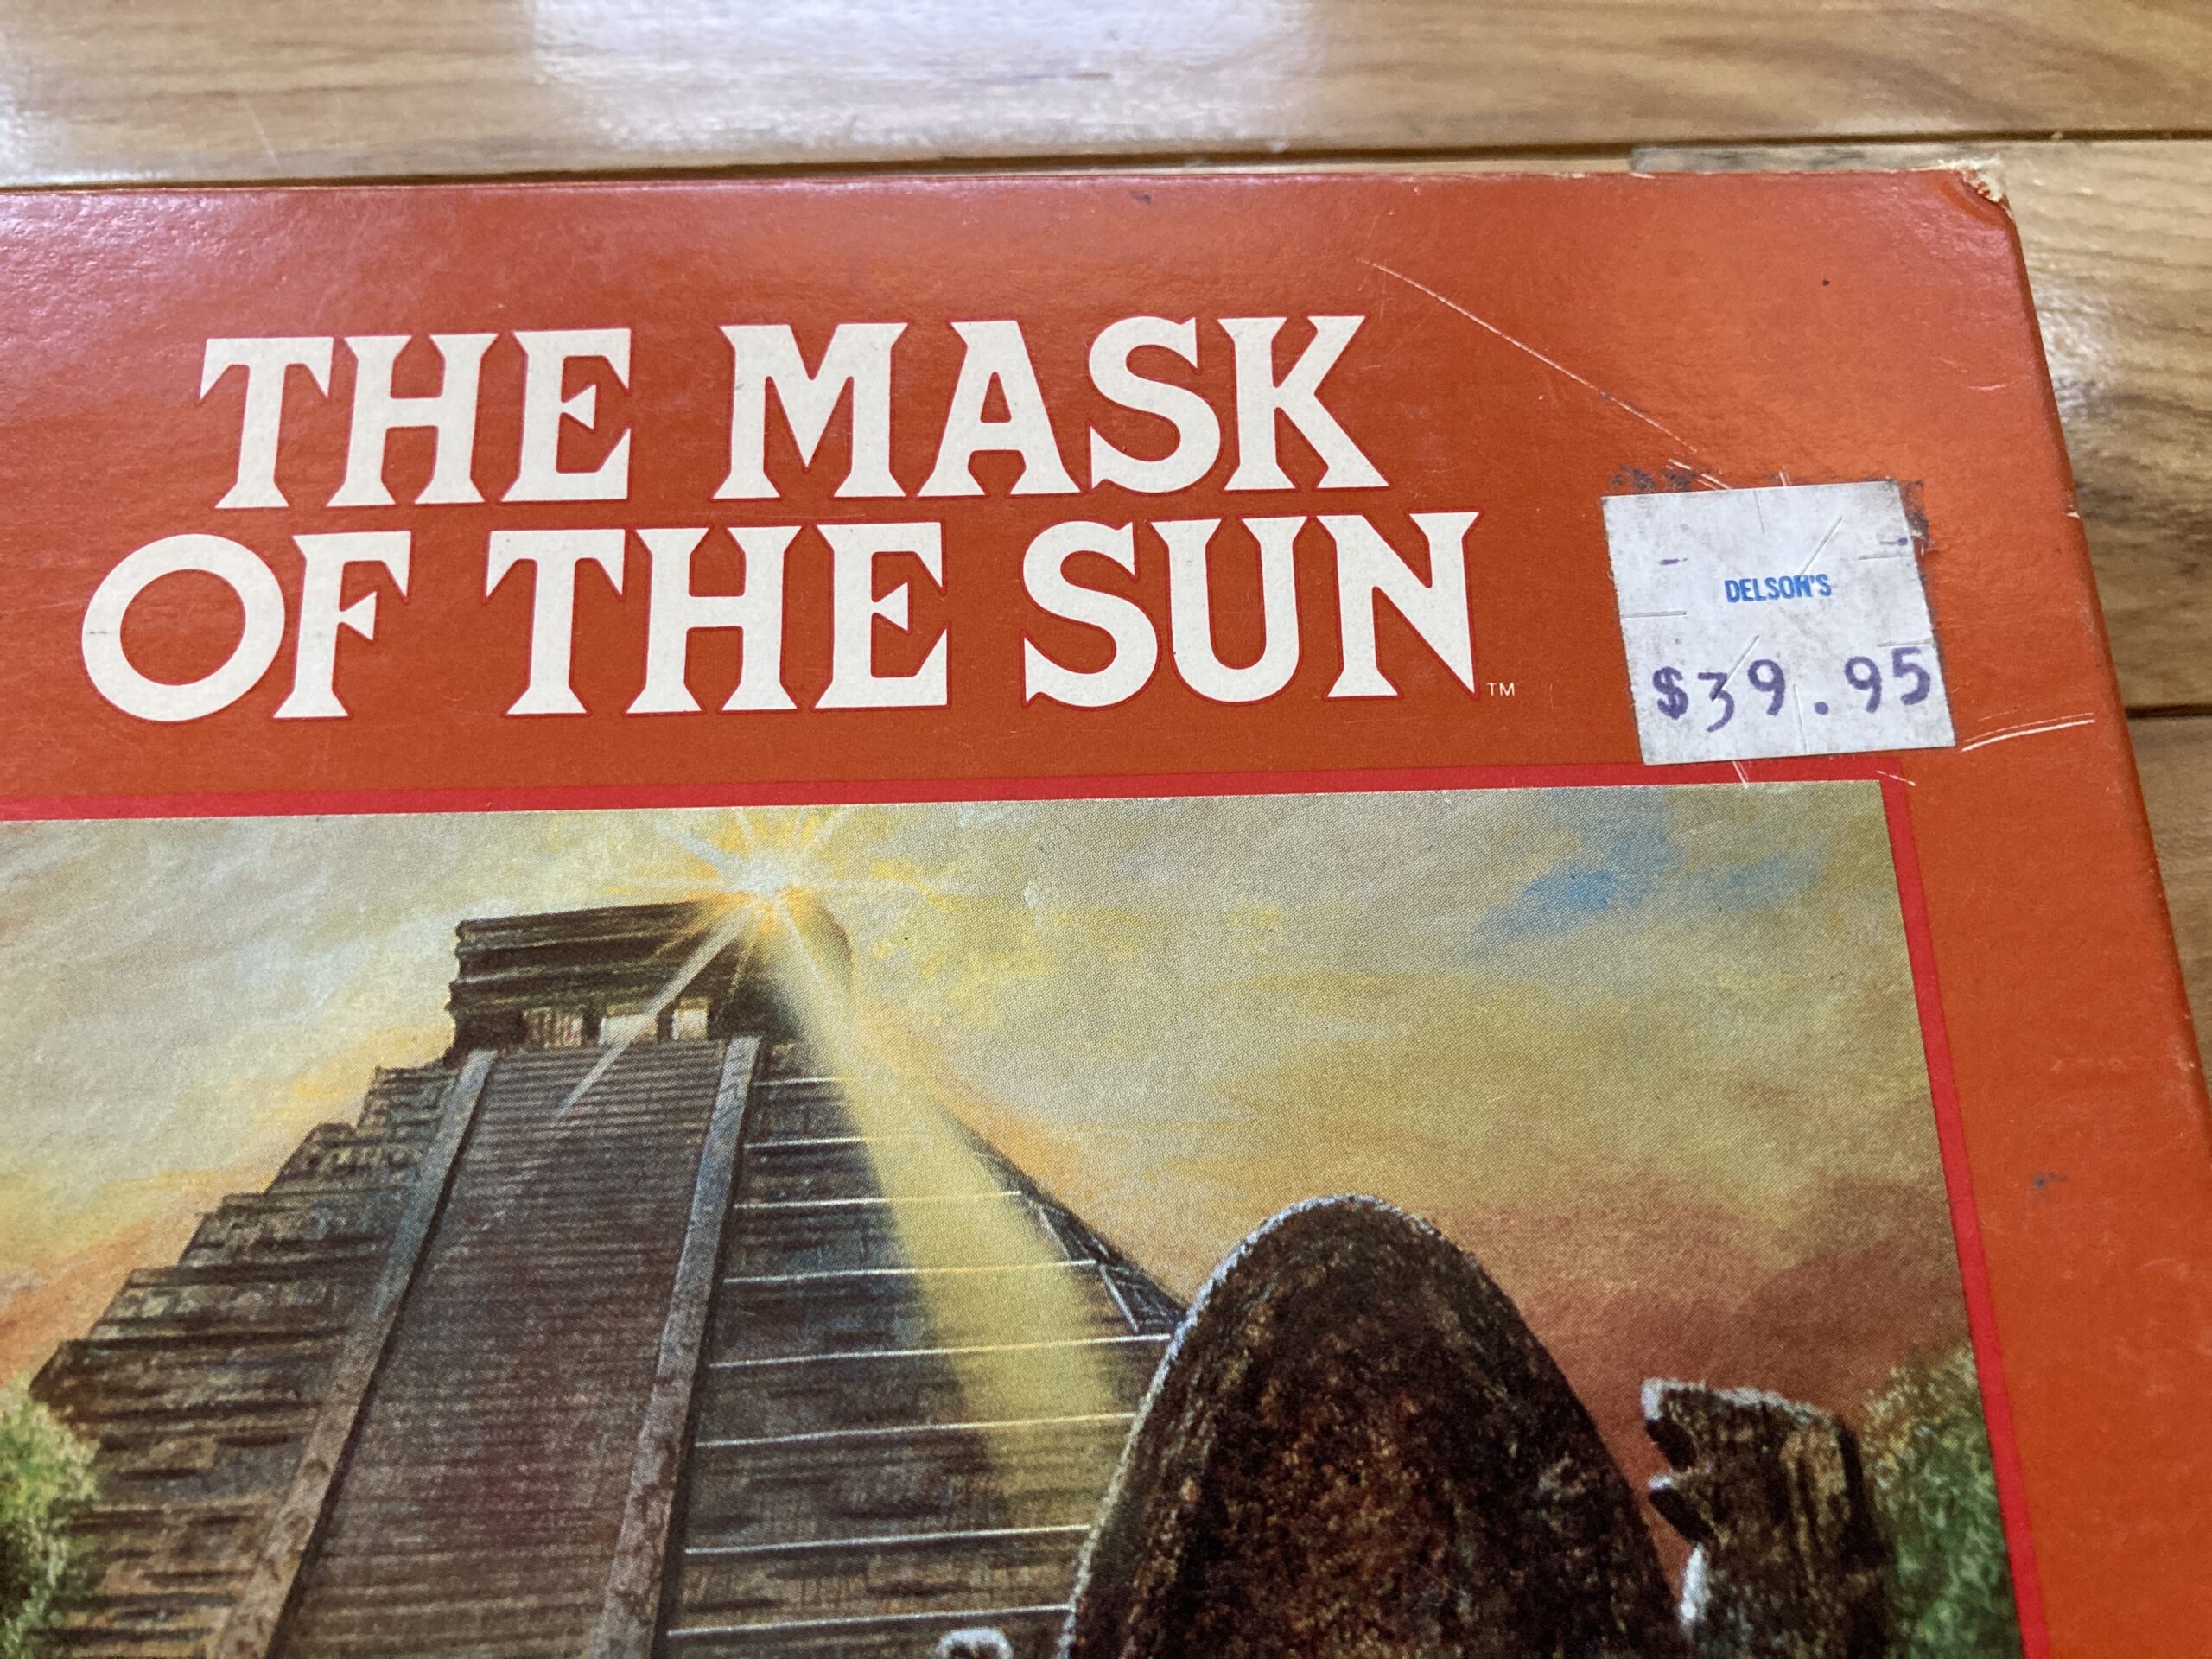 THE MASK
OF THE SUN™
DELSON'S
$39.95